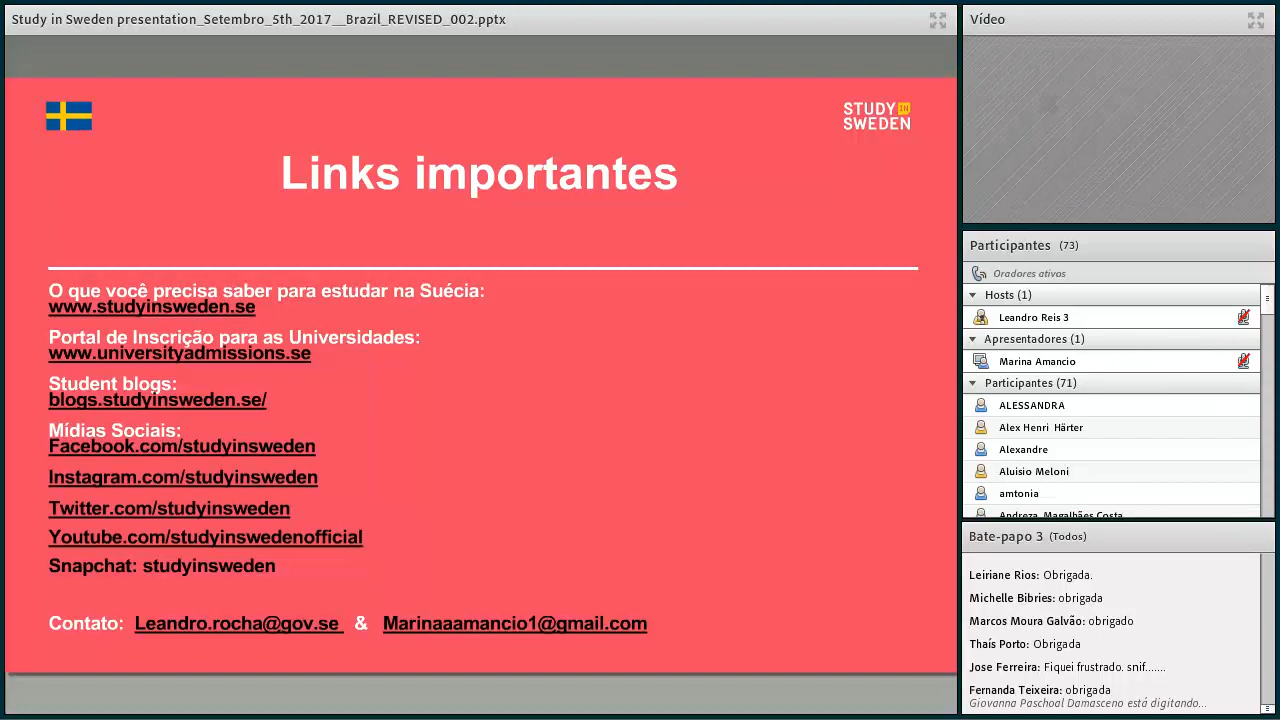 Study in Sweden presentation_Setembro_5th_2017__Brazil_REVISED_002.pptx
STUDY IN
SWEDEN
Links importantes
O que você precisa saber para estudar na Suécia:
www.studyinsweden.se
Portal de Inscrição para as Universidades:
www.universityadmissions.se
Student blogs:
blogs.studyinsweden.se/
Mídias Sociais:
Facebook.com/studyinsweden
Instagram.com/studyinsweden
Twitter.com/studyinsweden
Youtube.com/studyinswedenofficial
Snapchat: studyinsweden
Contato: Leandro.rocha@gov.se & Marinaaamancio1@gmail.com
Vídeo
Participantes (73)
Oradores ativos
Hosts (1)
Leandro Reis 3
Apresentadores (1)
Marina Amancio
Participantes (71)
ALESSANDRA
Alex Henri Härter
Alexandre
Aluisio Meloni
amtonia
Andreza Magalhães Costa
Bate-papo 3 (Todos)
Leiriane Rios: Obrigada.
Michelle Bibries: obrigada
Marcos Moura Galvão: obrigado
Thaís Porto: Obrigada
Jose Ferreira: Fiquei frustrado. snif.......
Fernanda Teixeira: obrigada
Giovanna Paschoal Damasceno está digitando...